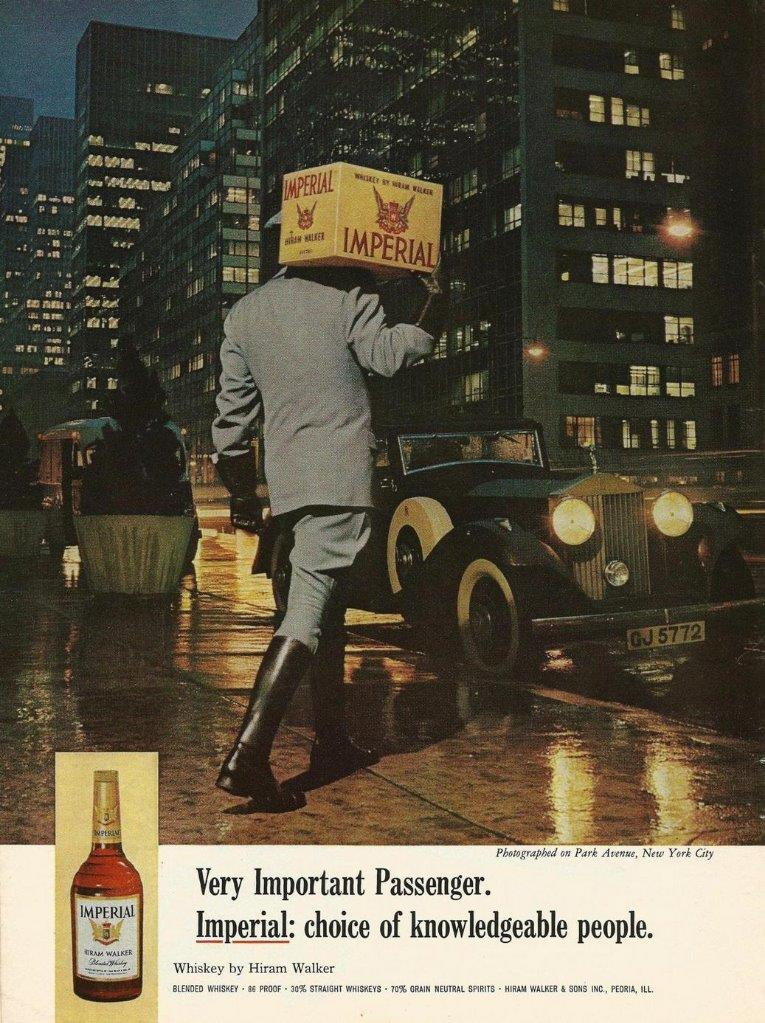 IMPERIAL
HIRAM WALKER
WHISKEY BY HIRAM WALKER
IMPERIAL
GJ 5772
Photographed on Park Avenue, New York City
IMPERIAL
IMPERIAL
HIRAM WALKER
Blended Whiskey
Very Important Passenger.
Imperial: choice of knowledgeable people.
Whiskey by Hiram Walker
BLENDED WHISKEY · 86 PROOF · 30% STRAIGHT WHISKEYS · 70% GRAIN NEUTRAL SPIRITS · HIRAM WALKER & SONS INC., PEORIA, ILL.